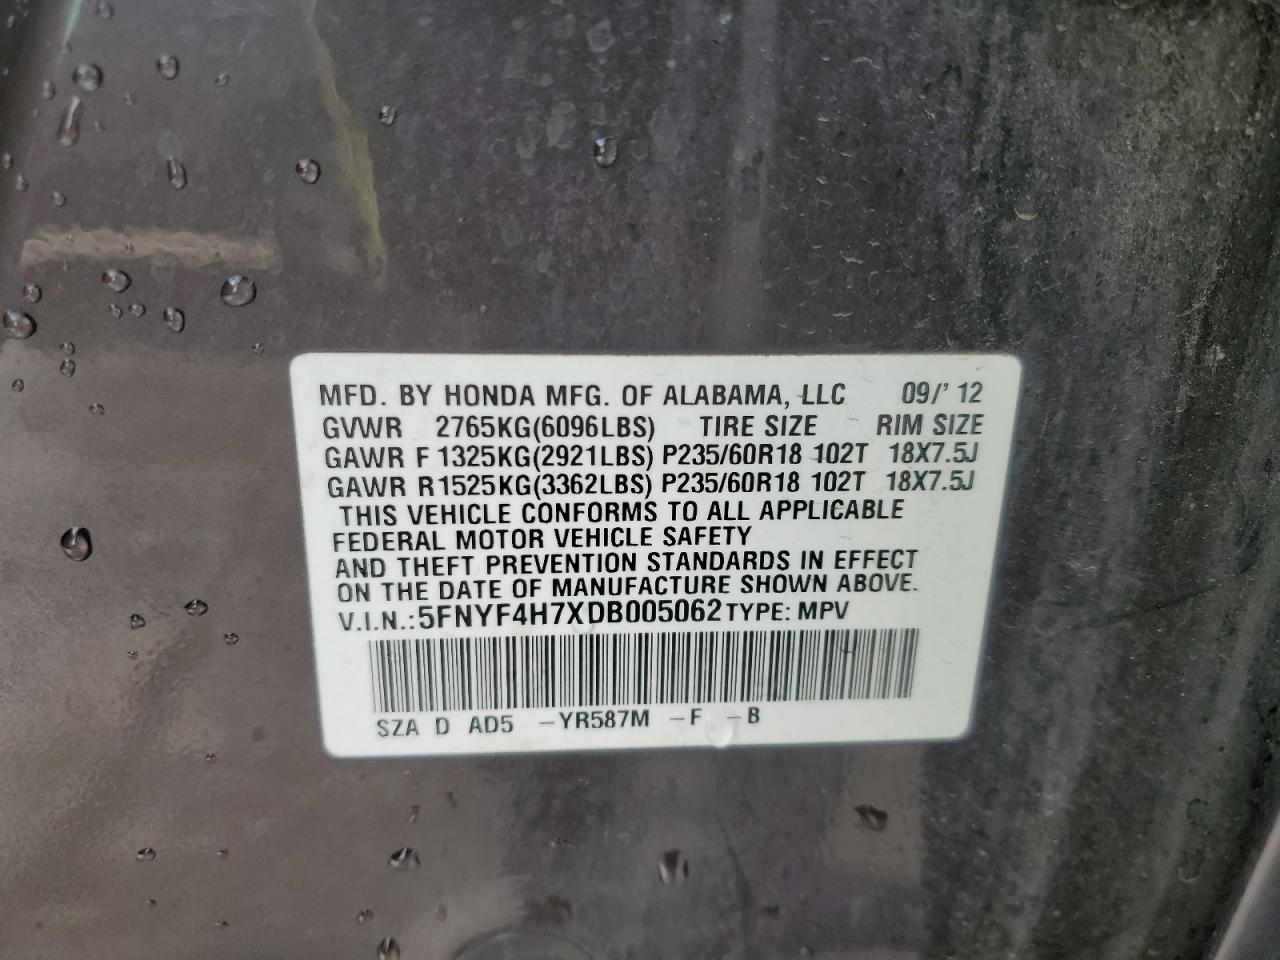 MFD. BY HONDA MFG. OF ALABAMA, LLC 09/' 12
GVWR 2765KG(6096LBS) TIRE SIZE RIM SIZE
GAWR F 1325KG(2921LBS) P235/60R18 102T 18X7.5J
GAWR R1525KG(3362LBS) P235/60R18 102T 18X7.5J
THIS VEHICLE CONFORMS TO ALL APPLICABLE
FEDERAL MOTOR VEHICLE SAFETY
AND THEFT PREVENTION STANDARDS IN EFFECT
ON THE DATE OF MANUFACTURE SHOWN ABOVE.
V.I.N.:5FNYF4H7XDB005062 TYPE: MPV
SZA D AD5 -YR587M -F -B